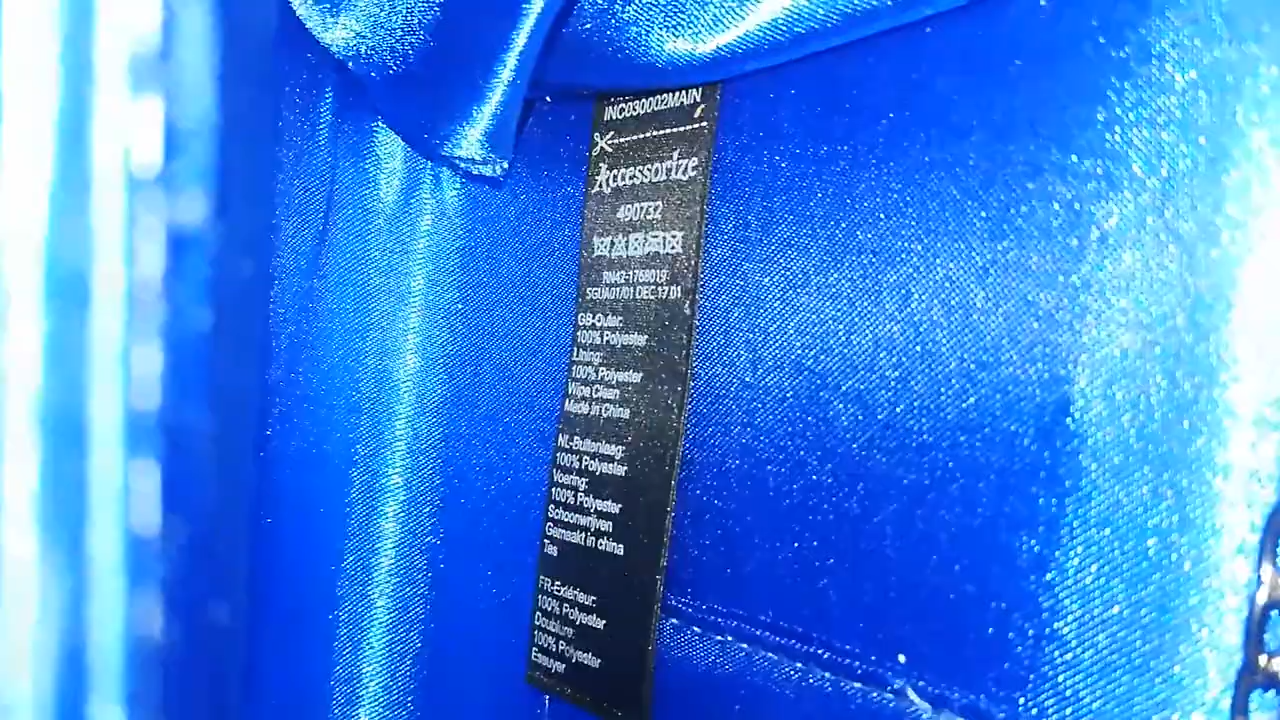 INC030002MAIN
Accessorize
490732
RN42-1768019
SGUA01/01 DEC.17.01
GB-Outer:
100% Polyester
Lining:
100% Polyester
Wipe Clean
Made in China
NL-Buitenlaag:
100% Polyester
Voering:
100% Polyester
Schoonwrijven
Gemaakt in china
Tas
FR-Extérieur:
100% Polyester
Doublure:
100% Polyester
Essuyer